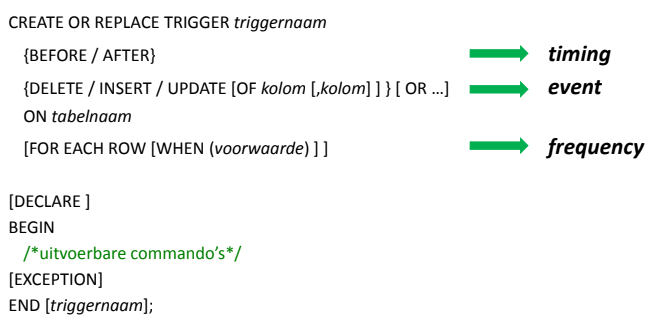 CREATE OR REPLACE TRIGGER triggernaam
{BEFORE / AFTER} timing
{DELETE / INSERT / UPDATE [OF kolom [,kolom] ] } [ OR …] event
ON tabelnaam
[FOR EACH ROW [WHEN (voorwaarde) ] ] frequency
[DECLARE ]
BEGIN
/*uitvoerbare commando's*/
[EXCEPTION]
END [triggernaam];